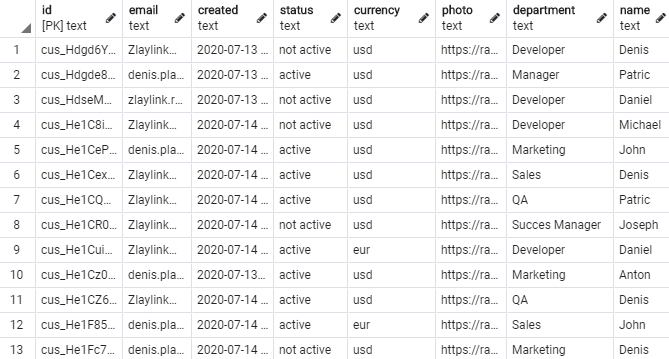 id email created status currency photo department name
[PK] text text text text text text text text
1 cus_Hdgd6Y... Zlaylink... 2020-07-13 ... not active usd https://ra... Developer Denis
2 cus_Hdgde8... denis.pla... 2020-07-13 ... active usd https://ra... Manager Patric
3 cus_HdseM... zlaylink.r... 2020-07-13 ... not active usd https://ra... Developer Daniel
4 cus_He1C8i... Zlaylink... 2020-07-14 ... not active usd https://ra... Developer Michael
5 cus_He1CeP... denis.pla... 2020-07-14 ... active usd https://ra... Marketing John
6 cus_He1Cex... Zlaylink... 2020-07-14 ... active usd https://ra... Sales Denis
7 cus_He1CQ... Zlaylink... 2020-07-14 ... active usd https://ra... QA Patric
8 cus_He1CR0... Zlaylink... 2020-07-14 ... not active usd https://ra... Succes Manager Joseph
9 cus_He1Cui... Zlaylink... 2020-07-14 ... active eur https://ra... Developer Daniel
10 cus_He1Cz0... denis.pla... 2020-07-13... active usd https://ra... Marketing Anton
11 cus_He1CZ6... Zlaylink... 2020-07-14 ... active usd https://ra... QA Denis
12 cus_He1F85... denis.pla... 2020-07-14 ... active eur https://ra... Sales John
13 cus_He1Fc7... denis.pla... 2020-07-14 ... not active usd https://ra... Marketing Denis